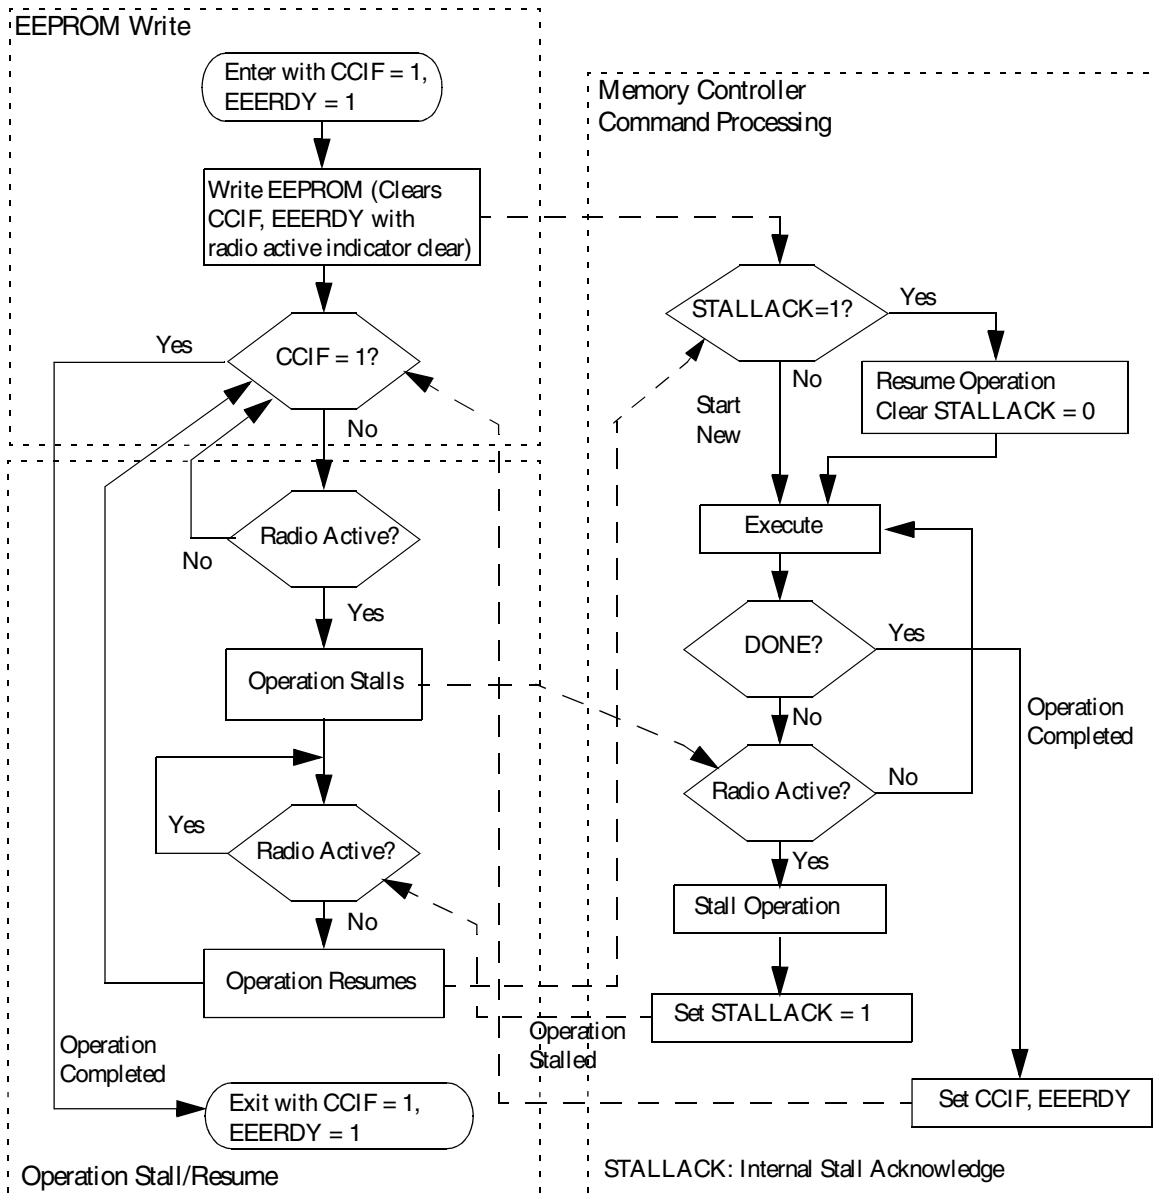 EEPROM Write
Enter with CCIF = 1,
EEERDY = 1
Write EEPROM (Clears
CCIF, EEERDY with
radio active indicator clear)
CCIF = 1?
Yes
No
Radio Active?
No
Yes
Operation Stalls
Radio Active?
Yes
No
Operation Resumes
Operation
Completed
Exit with CCIF = 1,
EEERDY = 1
Operation Stall/Resume
Memory Controller
Command Processing
STALLACK=1?
Yes
No
Start
New
Resume Operation
Clear STALLACK = 0
Execute
DONE?
Yes
No
Operation
Completed
Radio Active?
No
Yes
Stall Operation
Set STALLACK = 1
Operation
Stalled
Set CCIF, EEERDY
STALLACK: Internal Stall Acknowledge